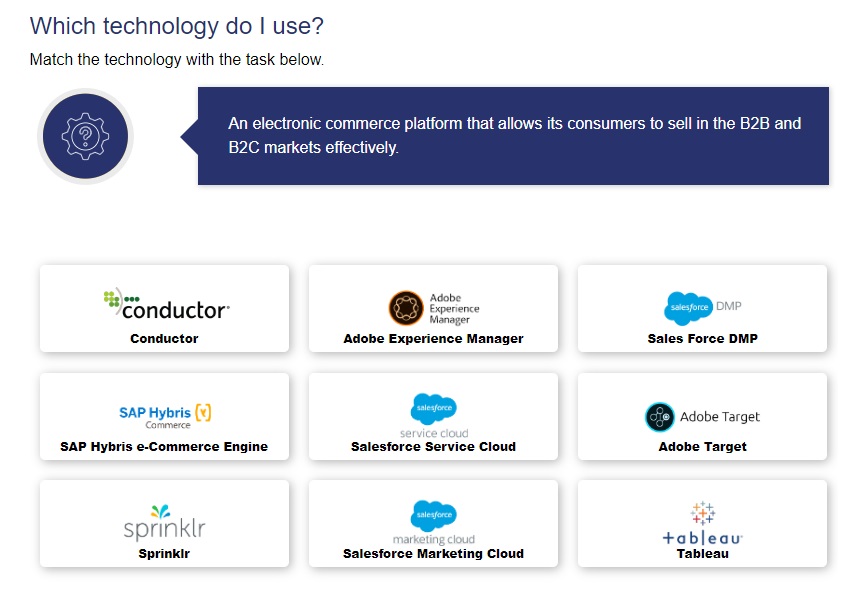 Which technology do I use?
Match the technology with the task below.
?
An electronic commerce platform that allows its consumers to sell in the B2B and
B2C markets effectively.
conductor
Conductor
Adobe
Experience
Manager
Adobe Experience Manager
salesforce DMP
Sales Force DMP
SAP Hybris
Commerce
SAP Hybris e-Commerce Engine
salesforce
service cloud
Salesforce Service Cloud
Adobe Target
Adobe Target
sprinklr
Sprinklr
salesforce
marketing cloud
Salesforce Marketing Cloud
+ableau
Tableau